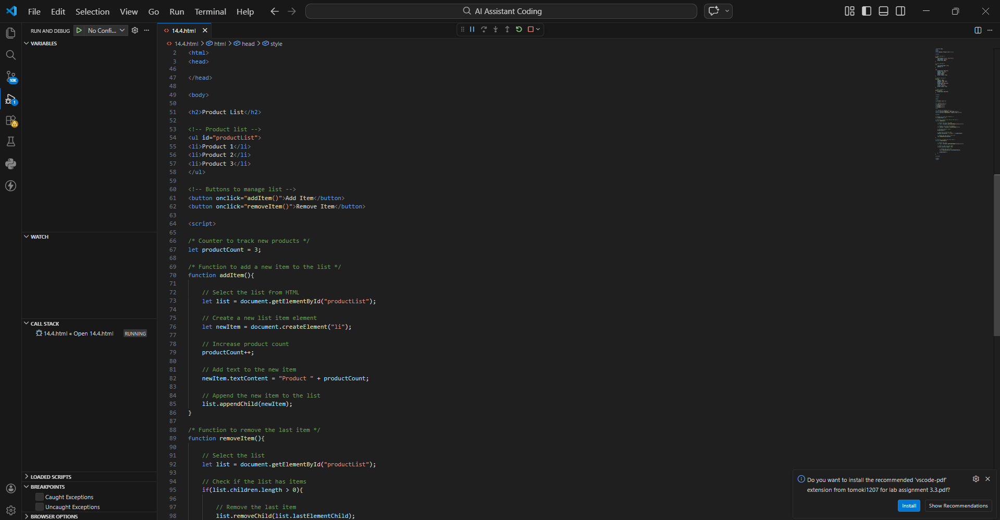 File Edit Selection View Go Run Terminal Help
AI Assistant Coding
RUN AND DEBUG No Confi...
14.4.html
14.4.html > html > head > style
VARIABLES
10K
1
WATCH
CALL STACK
14.4.html « Open 14.4.html RUNNING
LOADED SCRIPTS
BREAKPOINTS
Caught Exceptions
Uncaught Exceptions
BROWSER OPTIONS
2 <html>
3 <head>
46
47 </head>
48
49 <body>
50
51 <h2>Product List</h2>
52
53 <!-- Product list -->
54 <ul id="productList">
55 <li>Product 1</li>
56 <li>Product 2</li>
57 <li>Product 3</li>
58 </ul>
59
60 <!-- Buttons to manage list -->
61 <button onclick="addItem()">Add Item</button>
62 <button onclick="removeItem()">Remove Item</button>
63
64 <script>
65
66 /* Counter to track new products */
67 let productCount = 3;
68
69 /* Function to add a new item to the list */
70 function addItem(){
71
72 // Select the list from HTML
73 let list = document.getElementById("productList");
74
75 // Create a new list item element
76 let newItem = document.createElement("li");
77
78 // Increase product count
79 productCount++;
80
81 // Add text to the new item
82 newItem.textContent = "Product " + productCount;
83
84 // Append the new item to the list
85 list.appendChild(newItem);
86 }
87
88 /* Function to remove the last item */
89 function removeItem(){
90
91 // Select the list
92 let list = document.getElementById("productList");
93
94 // Check if the list has items
95 if(list.children.length > 0){
96
97 // Remove the last item
98 list.removeChild(list.lastElementChild);
Do you want to install the recommended 'vscode-pdf'
extension from tomoki1207 for lab assignment 3.3.pdf?
Install Show Recommendations